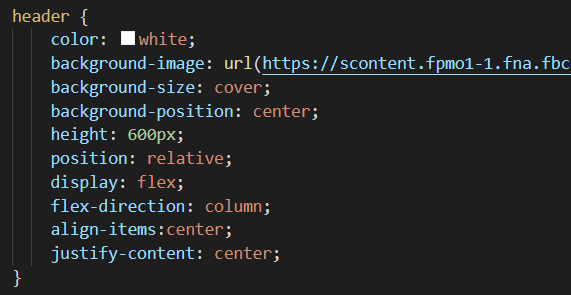 header {
color: white;
background-image: url(https://scontent.fpmo1-1.fna.fbc
background-size: cover;
background-position: center;
height: 600px;
position: relative;
display: flex;
flex-direction: column;
align-items:center;
justify-content: center;
}